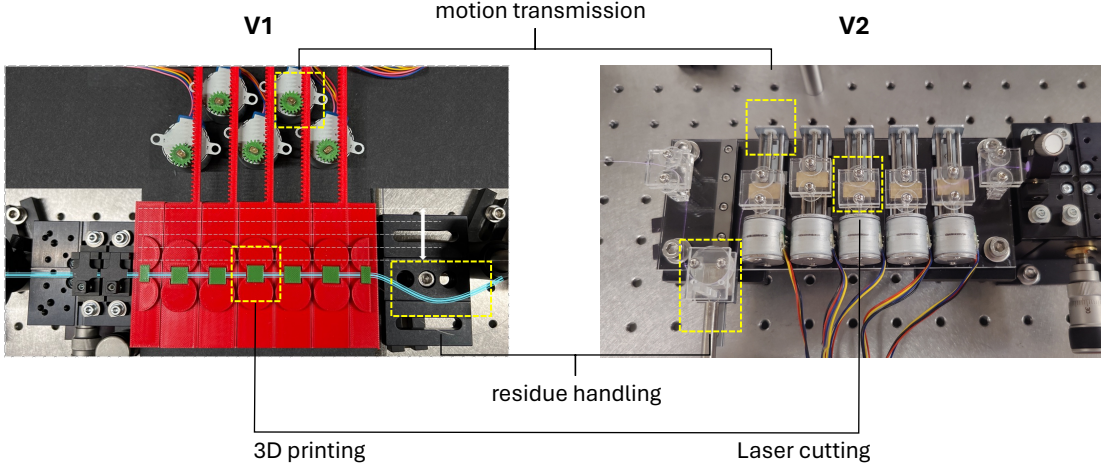 motion transmission
V1
V2
residue handling
3D printing
Laser cutting